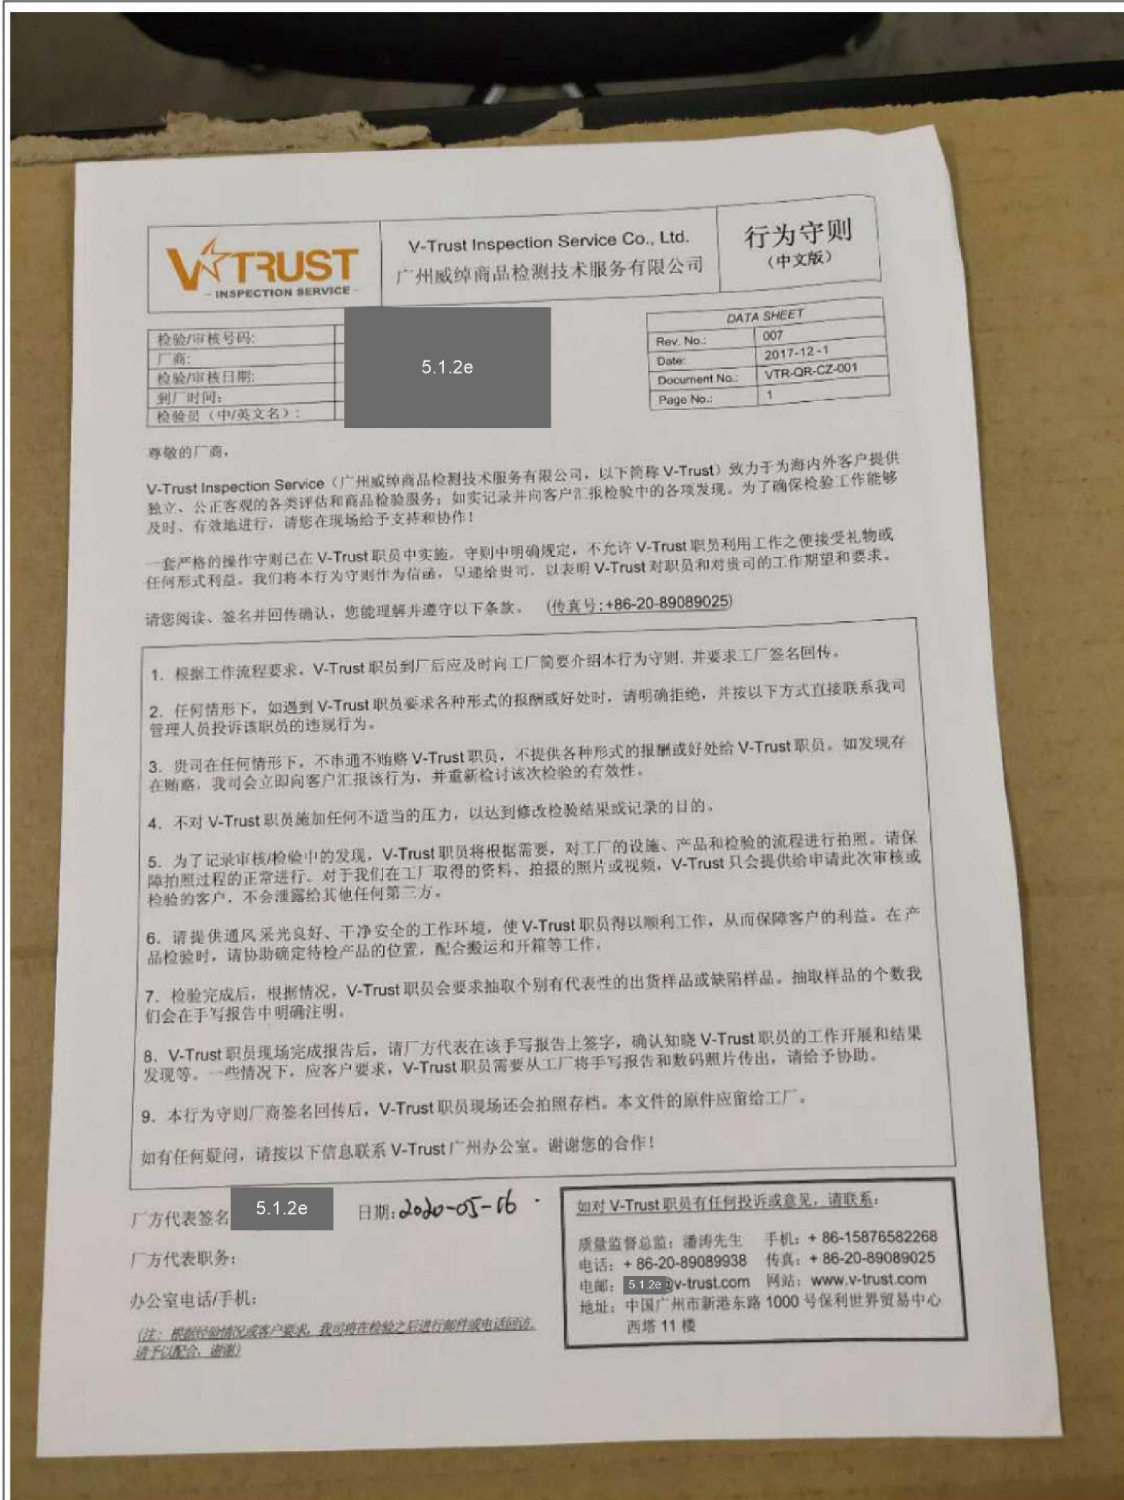 V-TRUST
- INSPECTION SERVICE -
V-Trust Inspection Service Co., Ltd.
广州威绰商品检测技术服务有限公司
行为守则
（中文版）
检验/审核号码:
厂商:
检验/审核日期:
到厂时间:
检验员（中/英文名）:
5.1.2e
DATA SHEET
Rev. No.: 007
Date: 2017-12-1
Document No.: VTR-QR-CZ-001
Page No.: 1
尊敬的厂商，
V-Trust Inspection Service（广州威绰商品检测技术服务有限公司，以下简称 V-Trust）致力于为海内外客户提供
独立、公正客观的各类评估和商品检验服务；如实记录并向客户汇报检验中的各项发现。为了确保检验工作能够
及时、有效地进行，请您在现场给予支持和协作！
一套严格的操作守则已在 V-Trust 职员中实施。守则中明确规定，不允许 V-Trust 职员利用工作之便接受礼物或
任何形式利益。我们将本行为守则作为信函，呈递给贵司，以表明 V-Trust 对职员和对贵司的工作期望和要求。
请您阅读、签名并回传确认，您能理解并遵守以下条款。 (传真号:+86-20-89089025)
1. 根据工作流程要求，V-Trust 职员到厂后应及时向工厂简要介绍本行为守则，并要求工厂签名回传。
2. 任何情形下，如遇到 V-Trust 职员要求各种形式的报酬或好处时，请明确拒绝，并按以下方式直接联系我司
管理人员投诉该职员的违规行为。
3. 贵司在任何情形下，不串通不贿赂 V-Trust 职员，不提供各种形式的报酬或好处给 V-Trust 职员。如发现存
在贿赂，我司会立即向客户汇报该行为，并重新检讨该次检验的有效性。
4. 不对 V-Trust 职员施加任何不适当的压力，以达到修改检验结果或记录的目的。
5. 为了记录审核/检验中的发现，V-Trust 职员将根据需要，对工厂的设施、产品和检验的流程进行拍照。请保
障拍照过程的正常进行。对于我们在工厂取得的资料、拍摄的照片或视频，V-Trust 只会提供给申请此次审核或
检验的客户，不会泄露给其他任何第三方。
6. 请提供通风采光良好、干净安全的工作环境，使 V-Trust 职员得以顺利工作，从而保障客户的利益。在产
品检验时，请协助确定待检产品的位置，配合搬运和开箱等工作。
7. 检验完成后，根据情况，V-Trust 职员会要求抽取个别有代表性的出货样品或缺陷样品。抽取样品的个数我
们会在手写报告中明确注明。
8. V-Trust 职员现场完成报告后，请厂方代表在该手写报告上签字，确认知晓 V-Trust 职员的工作开展和结果
发现等。一些情况下，应客户要求，V-Trust 职员需要从工厂将手写报告和数码照片传出，请给予协助。
9. 本行为守则厂商签名回传后，V-Trust 职员现场还会拍照存档。本文件的原件应留给工厂。
如有任何疑问，请按以下信息联系 V-Trust 广州办公室。谢谢您的合作！
厂方代表签名 5.1.2e 日期: 2020-05-16
厂方代表职务:
办公室电话/手机:
(注: 根据经验情况或客户要求，我司将在检验之后进行邮件或电话回访，
请予以配合，谢谢)
如对 V-Trust 职员有任何投诉或意见，请联系:
质量监督总监: 潘涛先生 手机: + 86-15876582268
电话: + 86-20-89089938 传真: + 86-20-89089025
电邮: 5.1.2e @v-trust.com 网站: www.v-trust.com
地址: 中国广州市新港东路 1000 号保利世界贸易中心
西塔 11 楼